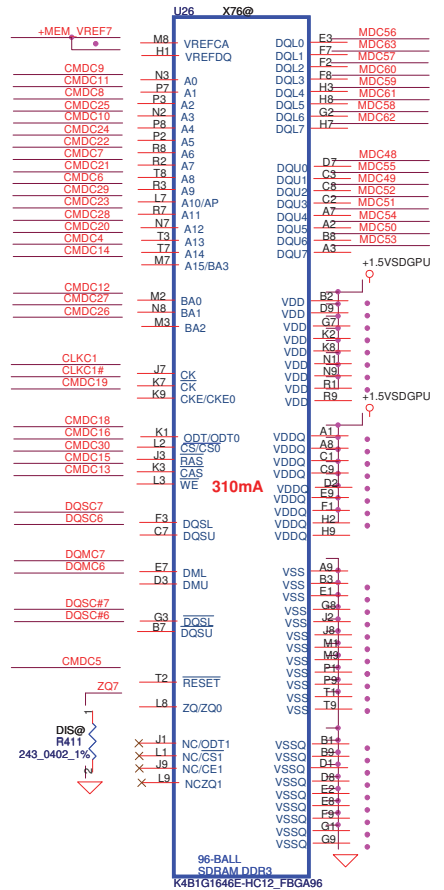 U26 X76@
+MEM_VREF7
M8 VREFCA
H1 VREFDQ
CMDC9 N3 A0
CMDC11 P7 A1
CMDC8 P3 A2
CMDC25 N2 A3
CMDC10 P8 A4
CMDC24 P2 A5
CMDC22 R8 A6
CMDC7 R2 A7
CMDC21 T8 A8
CMDC6 R3 A9
CMDC29 L7 A10/AP
CMDC23 R7 A11
CMDC28 N7 A12
CMDC20 T3 A13
CMDC4 T7 A14
CMDC14 M7 A15/BA3
CMDC12 M2 BA0
CMDC27 N8 BA1
CMDC26 M3 BA2
CLKC1 J7 CK
CLKC1# K7 CK
CMDC19 K9 CKE/CKE0
CMDC18 K1 ODT/ODT0
CMDC16 L2 CS/CS0
CMDC30 J3 RAS
CMDC15 K3 CAS
CMDC13 L3 WE
DQSC7 F3 DQSL
DQSC6 C7 DQSU
DQMC7 E7 DML
DQMC6 D3 DMU
DQSC#7 G3 DQSL
DQSC#6 B7 DQSU
CMDC5 T2 RESET
ZQ7 L8 ZQ/ZQ0
1
DIS@
R411
243_0402_1%
2
J1 NC/ODT1
L1 NC/CS1
J9 NC/CE1
L9 NCZQ1
310mA
DQL0 E3 MDC56
DQL1 F7 MDC63
DQL2 F2 MDC57
DQL3 F8 MDC60
DQL4 H3 MDC59
DQL5 H8 MDC61
DQL6 G2 MDC58
DQL7 H7 MDC62
DQU0 D7 MDC48
DQU1 C3 MDC55
DQU2 C8 MDC49
DQU3 C2 MDC52
DQU4 A7 MDC51
DQU5 A2 MDC54
DQU6 B8 MDC50
DQU7 A3 MDC53
+1.5VSDGPU
VDD B2
VDD D9
VDD G7
VDD K2
VDD K8
VDD N1
VDD N9
VDD R1
VDD R9
+1.5VSDGPU
VDDQ A1
VDDQ A8
VDDQ C1
VDDQ C9
VDDQ D2
VDDQ E9
VDDQ F1
VDDQ H2
VDDQ H9
VSS A9
VSS B3
VSS E1
VSS G8
VSS J2
VSS J8
VSS M1
VSS M9
VSS P1
VSS P9
VSS T1
VSS T9
VSSQ B1
VSSQ B9
VSSQ D1
VSSQ D8
VSSQ E2
VSSQ E8
VSSQ F9
VSSQ G1
VSSQ G9
96-BALL
SDRAM DDR3
K4B1G1646E-HC12_FBGA96